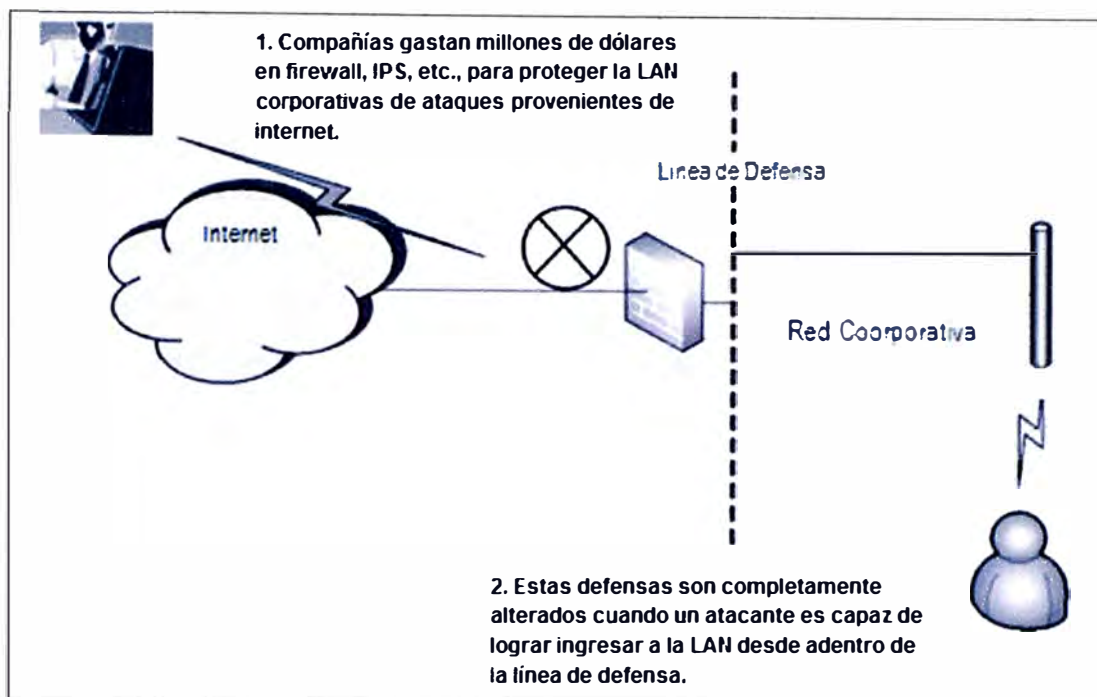 1. Compañías gastan millones de dólares
en firewall, IPS, etc., para proteger la LAN
corporativas de ataques provenientes de
internet.
Línea de Defensa
Internet
Red Coorporativa
2. Estas defensas son completamente
alterados cuando un atacante es capaz de
lograr ingresar a la LAN desde adentro de
la línea de defensa.